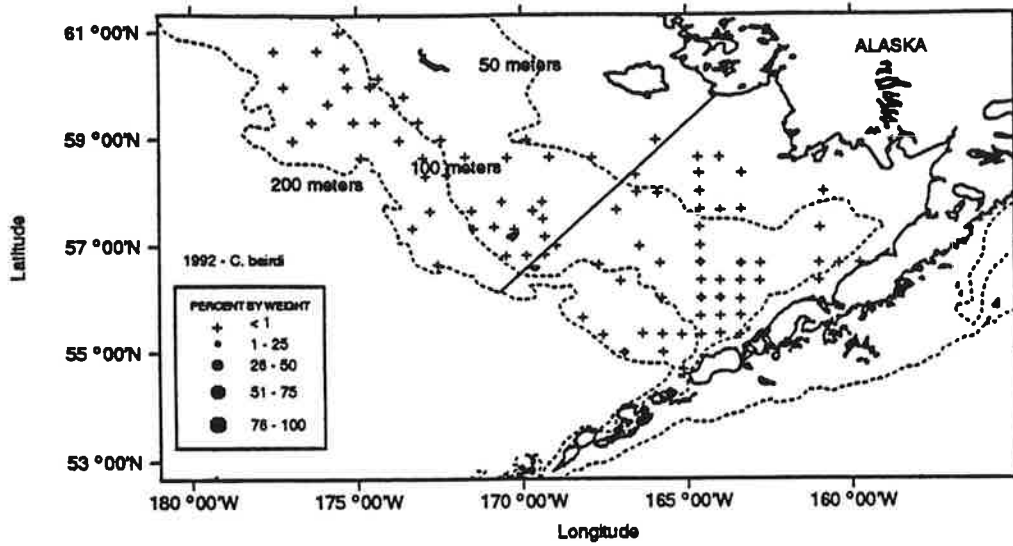 61 °00'N
59 °00'N
57 °00'N
55 °00'N
53 °00'N
Latitude
ALASKA
50 meters
100 meters
200 meters
1992 - C. bairdi
PERCENT BY WEIGHT
+ < 1
1 - 25
26 - 50
51 - 75
76 - 100
180 °00'W
175 °00'W
170 °00'W
165 °00'W
160 °00'W
Longitude